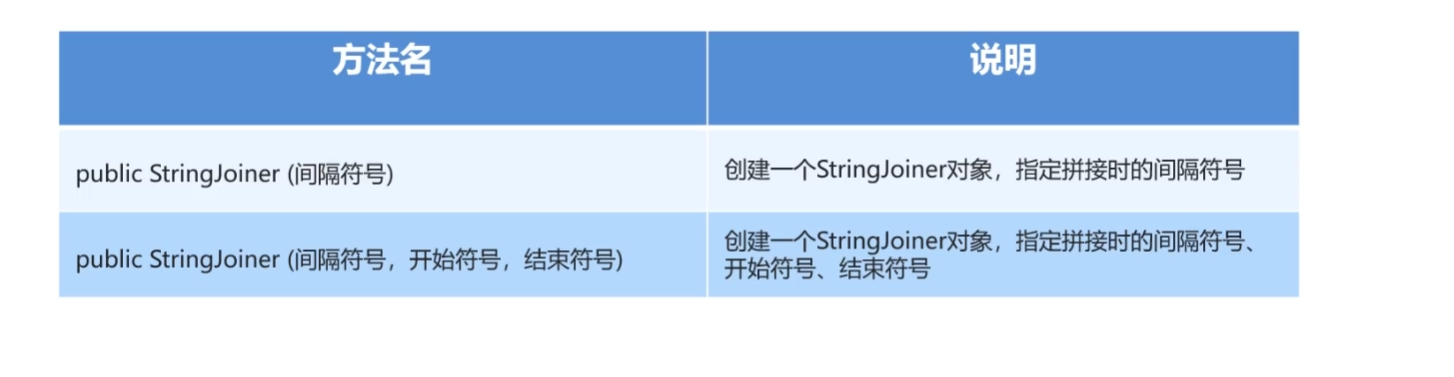 方法名
说明
public StringJoiner (间隔符号)
创建一个StringJoiner对象，指定拼接时的间隔符号
public StringJoiner (间隔符号，开始符号，结束符号)
创建一个StringJoiner对象，指定拼接时的间隔符号、
开始符号、结束符号